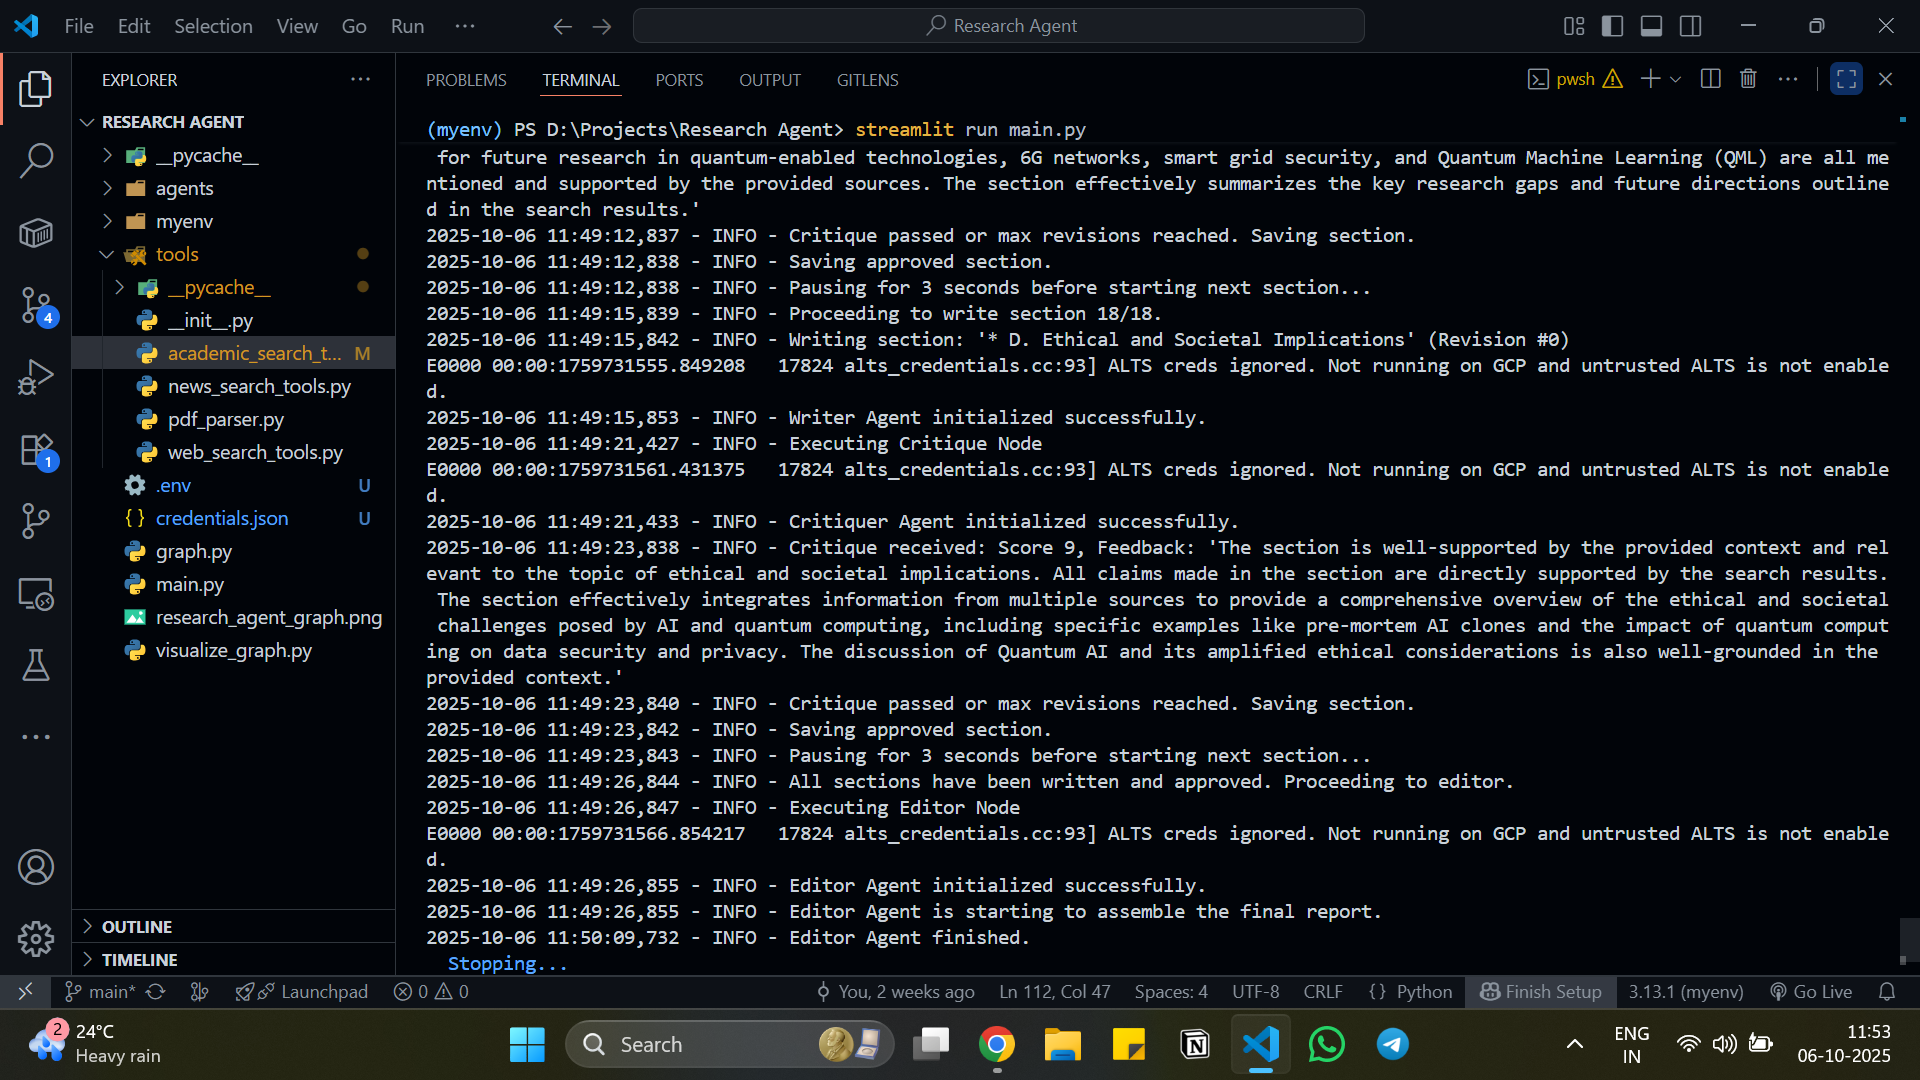 File Edit Selection View Go Run ...
Research Agent
EXPLORER
RESEARCH AGENT
__pycache__
agents
myenv
tools
__pycache__
__init__.py
academic_search_t... M
news_search_tools.py
pdf_parser.py
web_search_tools.py
.env U
credentials.json U
graph.py
main.py
research_agent_graph.png
visualize_graph.py
OUTLINE
TIMELINE
4
1
PROBLEMS TERMINAL PORTS OUTPUT GITLENS
pwsh
(myenv) PS D:\Projects\Research Agent> streamlit run main.py
for future research in quantum-enabled technologies, 6G networks, smart grid security, and Quantum Machine Learning (QML) are all me
ntioned and supported by the provided sources. The section effectively summarizes the key research gaps and future directions outline
d in the search results.'
2025-10-06 11:49:12,837 - INFO - Critique passed or max revisions reached. Saving section.
2025-10-06 11:49:12,838 - INFO - Saving approved section.
2025-10-06 11:49:12,838 - INFO - Pausing for 3 seconds before starting next section...
2025-10-06 11:49:15,839 - INFO - Proceeding to write section 18/18.
2025-10-06 11:49:15,842 - INFO - Writing section: '* D. Ethical and Societal Implications' (Revision #0)
E0000 00:00:1759731555.849208   17824 alts_credentials.cc:93] ALTS creds ignored. Not running on GCP and untrusted ALTS is not enable
d.
2025-10-06 11:49:15,853 - INFO - Writer Agent initialized successfully.
2025-10-06 11:49:21,427 - INFO - Executing Critique Node
E0000 00:00:1759731561.431375   17824 alts_credentials.cc:93] ALTS creds ignored. Not running on GCP and untrusted ALTS is not enable
d.
2025-10-06 11:49:21,433 - INFO - Critiquer Agent initialized successfully.
2025-10-06 11:49:23,838 - INFO - Critique received: Score 9, Feedback: 'The section is well-supported by the provided context and rel
evant to the topic of ethical and societal implications. All claims made in the section are directly supported by the search results.
The section effectively integrates information from multiple sources to provide a comprehensive overview of the ethical and societal
challenges posed by AI and quantum computing, including specific examples like pre-mortem AI clones and the impact of quantum comput
ing on data security and privacy. The discussion of Quantum AI and its amplified ethical considerations is also well-grounded in the
provided context.'
2025-10-06 11:49:23,840 - INFO - Critique passed or max revisions reached. Saving section.
2025-10-06 11:49:23,842 - INFO - Saving approved section.
2025-10-06 11:49:23,843 - INFO - Pausing for 3 seconds before starting next section...
2025-10-06 11:49:26,844 - INFO - All sections have been written and approved. Proceeding to editor.
2025-10-06 11:49:26,847 - INFO - Executing Editor Node
E0000 00:00:1759731566.854217   17824 alts_credentials.cc:93] ALTS creds ignored. Not running on GCP and untrusted ALTS is not enable
d.
2025-10-06 11:49:26,855 - INFO - Editor Agent initialized successfully.
2025-10-06 11:49:26,855 - INFO - Editor Agent is starting to assemble the final report.
2025-10-06 11:50:09,732 - INFO - Editor Agent finished.
Stopping...
main* Launchpad 0 0 You, 2 weeks ago Ln 112, Col 47 Spaces: 4 UTF-8 CRLF {} Python Finish Setup 3.13.1 (myenv) Go Live
2
24°C
Heavy rain
Search
ENG
IN
11:53
06-10-2025